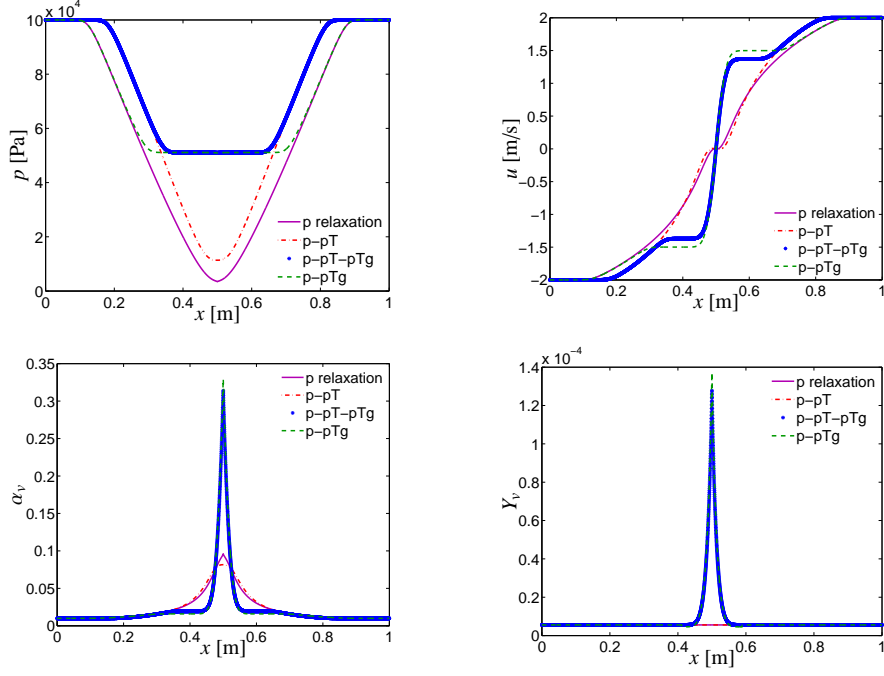 x 10⁴
10
8
6
4
2
0
p [Pa]
0 0.2 0.4 0.6 0.8 1
x [m]
p relaxation
p−pT
p−pT−pTg
p−pTg
2
1.5
1
0.5
0
−0.5
−1
−1.5
−2
u [m/s]
0 0.2 0.4 0.6 0.8 1
x [m]
p relaxation
p−pT
p−pT−pTg
p−pTg
0.35
0.3
0.25
0.2
0.15
0.1
0.05
0
αv
0 0.2 0.4 0.6 0.8 1
x [m]
p relaxation
p−pT
p−pT−pTg
p−pTg
x 10⁻⁴
1.4
1.2
1
0.8
0.6
0.4
0.2
0
Yv
0 0.2 0.4 0.6 0.8 1
x [m]
p relaxation
p−pT
p−pT−pTg
p−pTg